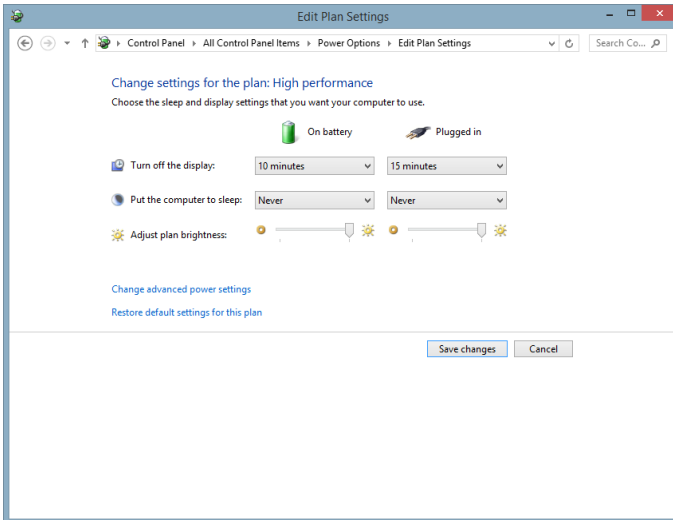 Edit Plan Settings
Control Panel All Control Panel Items Power Options Edit Plan Settings Search Co...
Change settings for the plan: High performance
Choose the sleep and display settings that you want your computer to use.
On battery Plugged in
Turn off the display: 10 minutes 15 minutes
Put the computer to sleep: Never Never
Adjust plan brightness:
Change advanced power settings
Restore default settings for this plan
Save changes Cancel